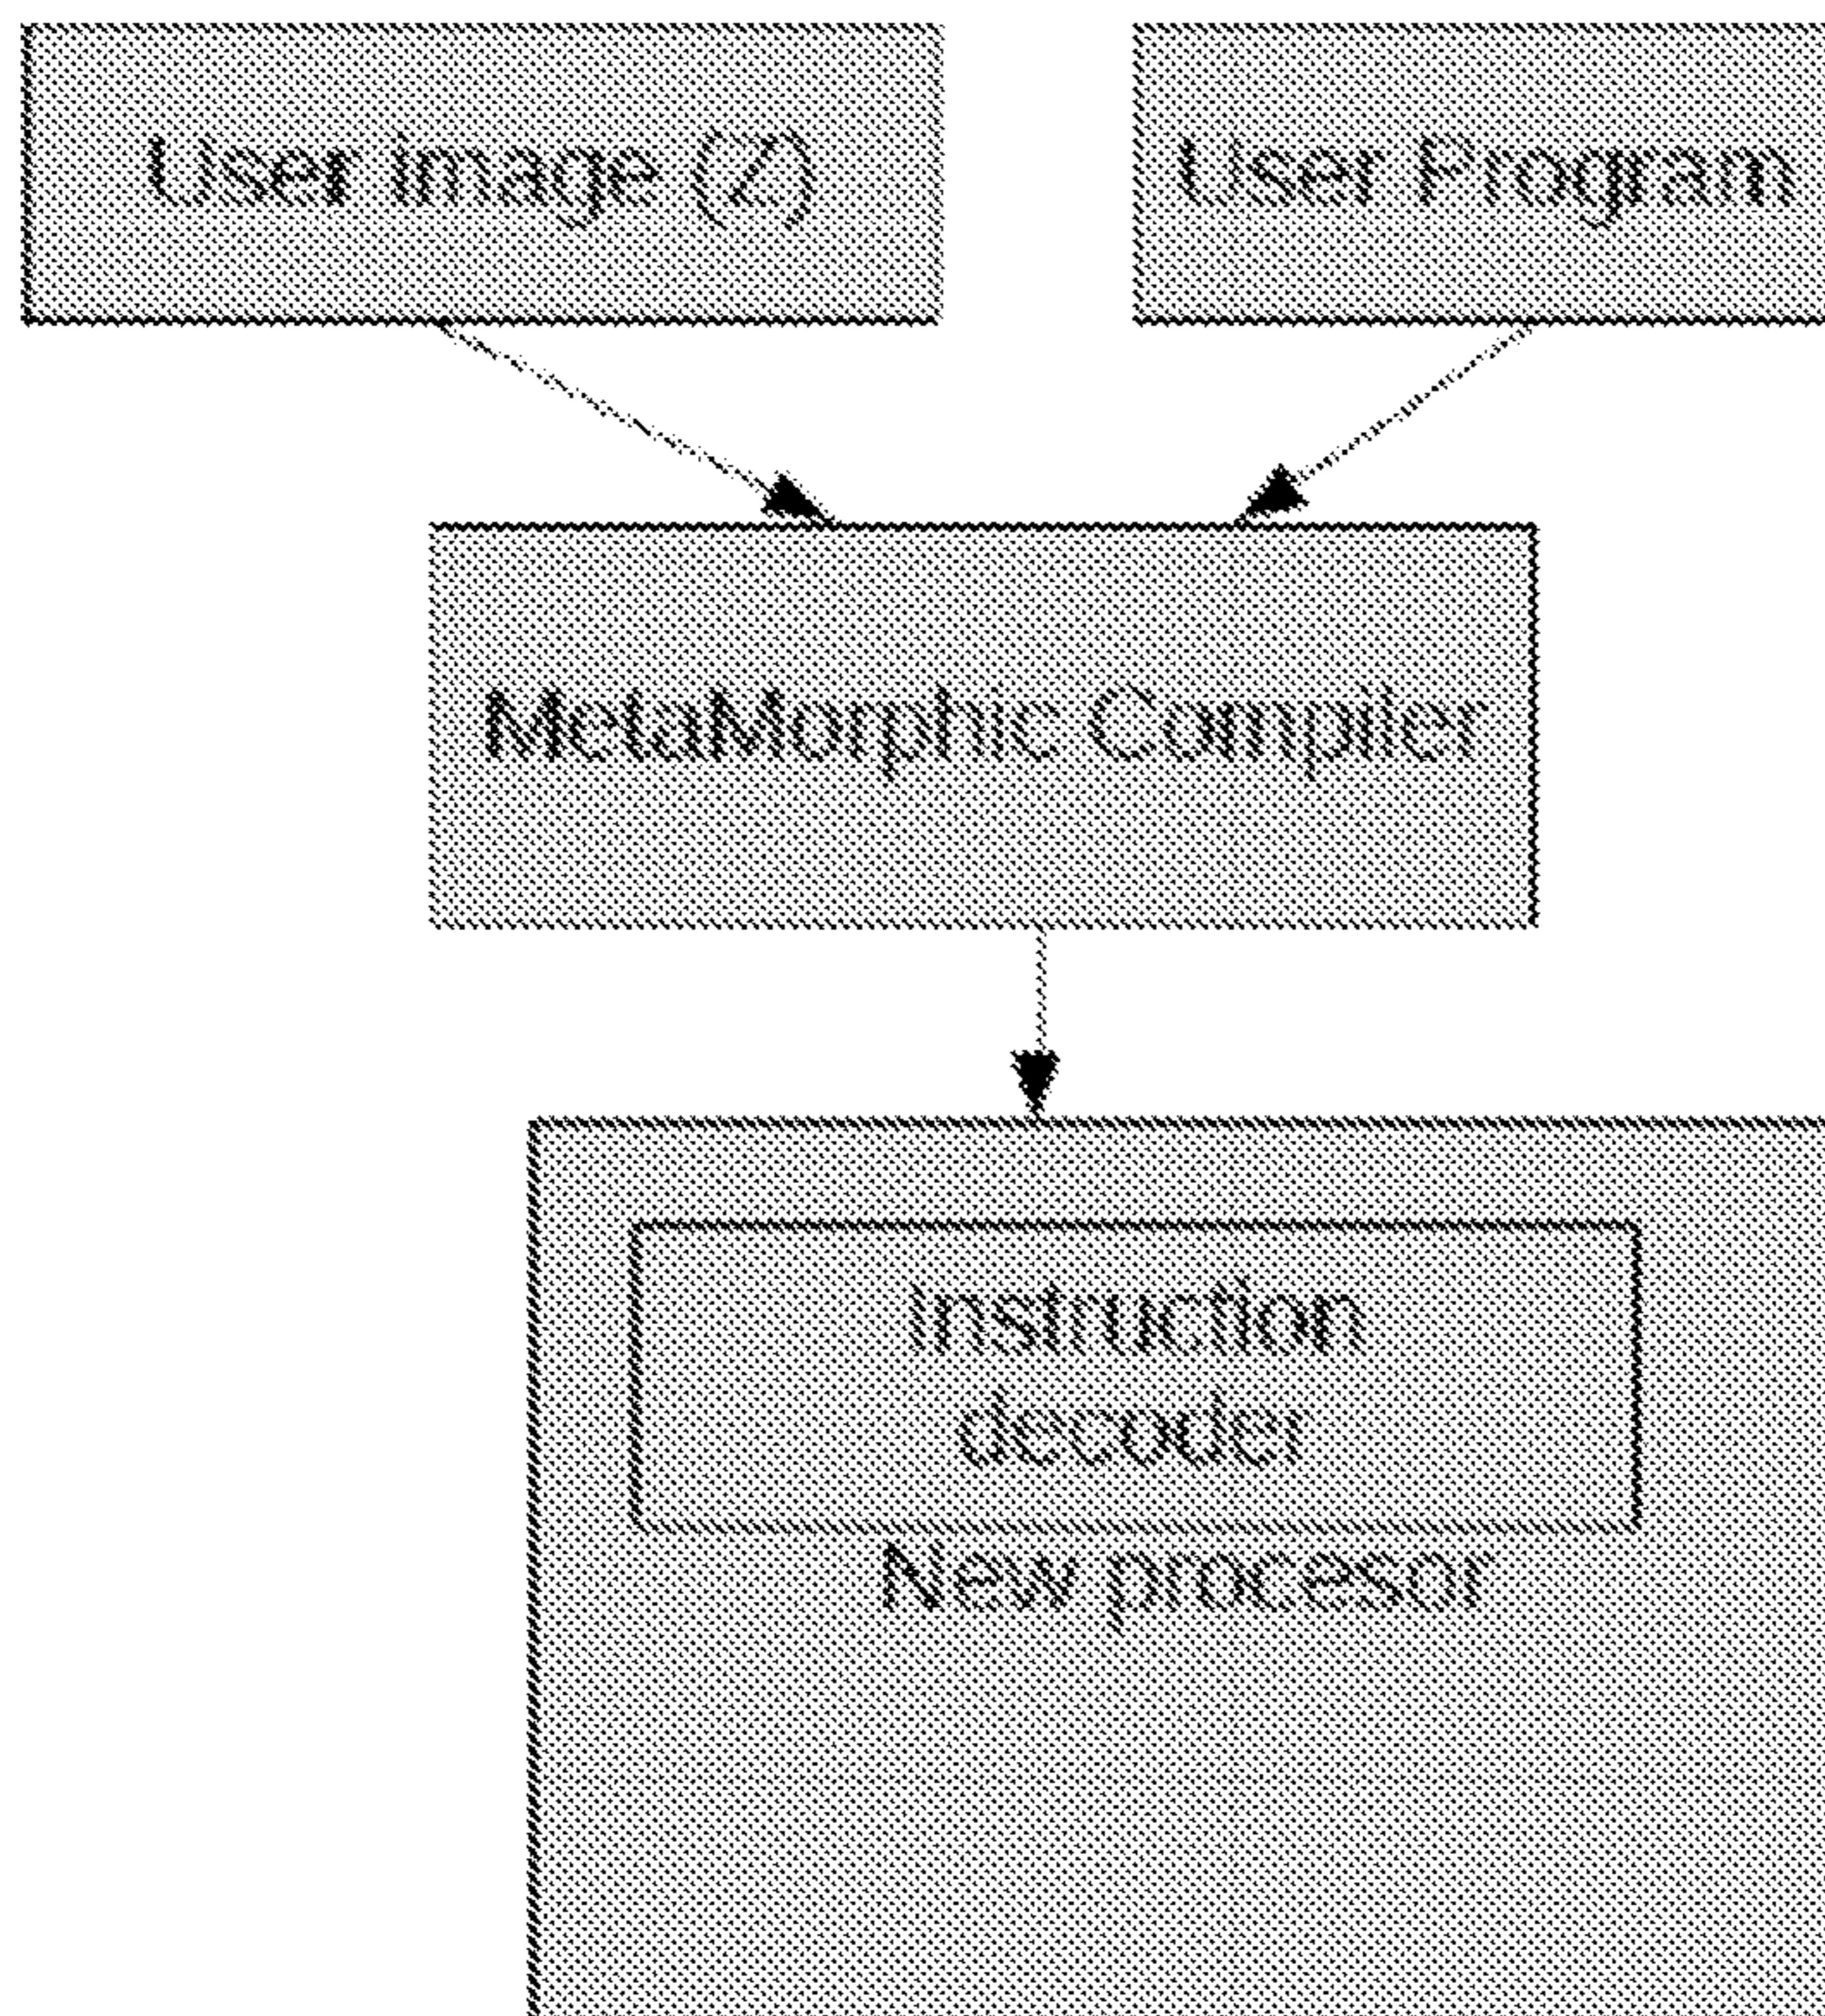 User image (Z)
User Program
MetaMorphic Compiler
Instruction
decoder
New procesor